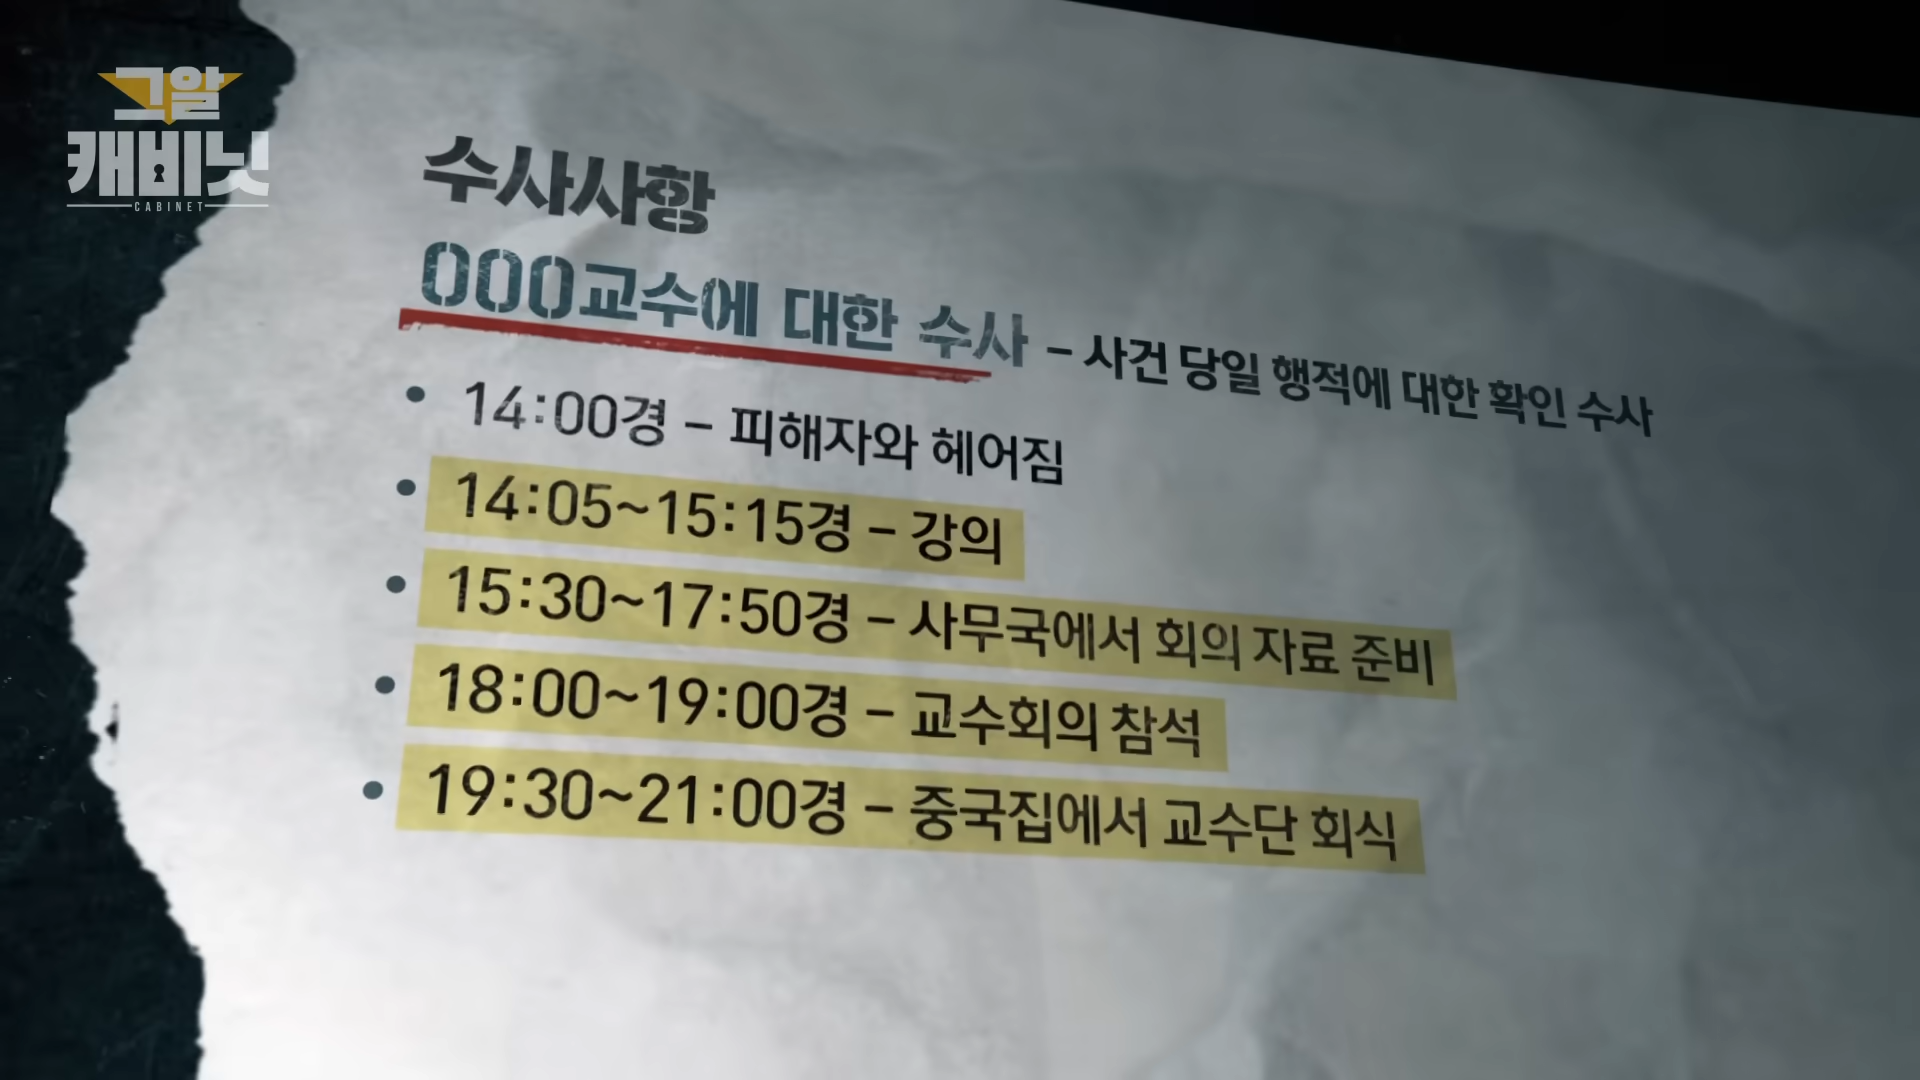 그알
캐비닛
CABINET
수사사항
OOO교수에 대한 수사 – 사건 당일 행적에 대한 확인 수사
• 14:00경 – 피해자와 헤어짐
• 14:05~15:15경 – 강의
• 15:30~17:50경 – 사무국에서 회의 자료 준비
• 18:00~19:00경 – 교수회의 참석
• 19:30~21:00경 – 중국집에서 교수단 회식